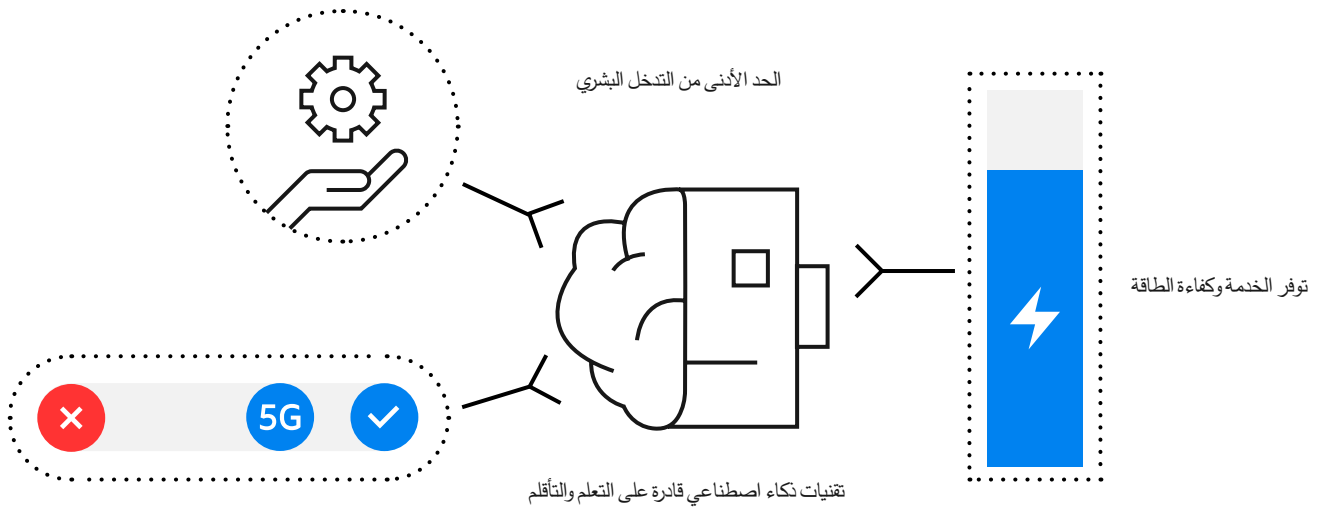 الحد الأدنى من التدخل البشري
توفر الخدمة وكفاءة الطاقة
5G
تقنيات ذكاء اصطناعي قادرة على التعلم والتأقلم